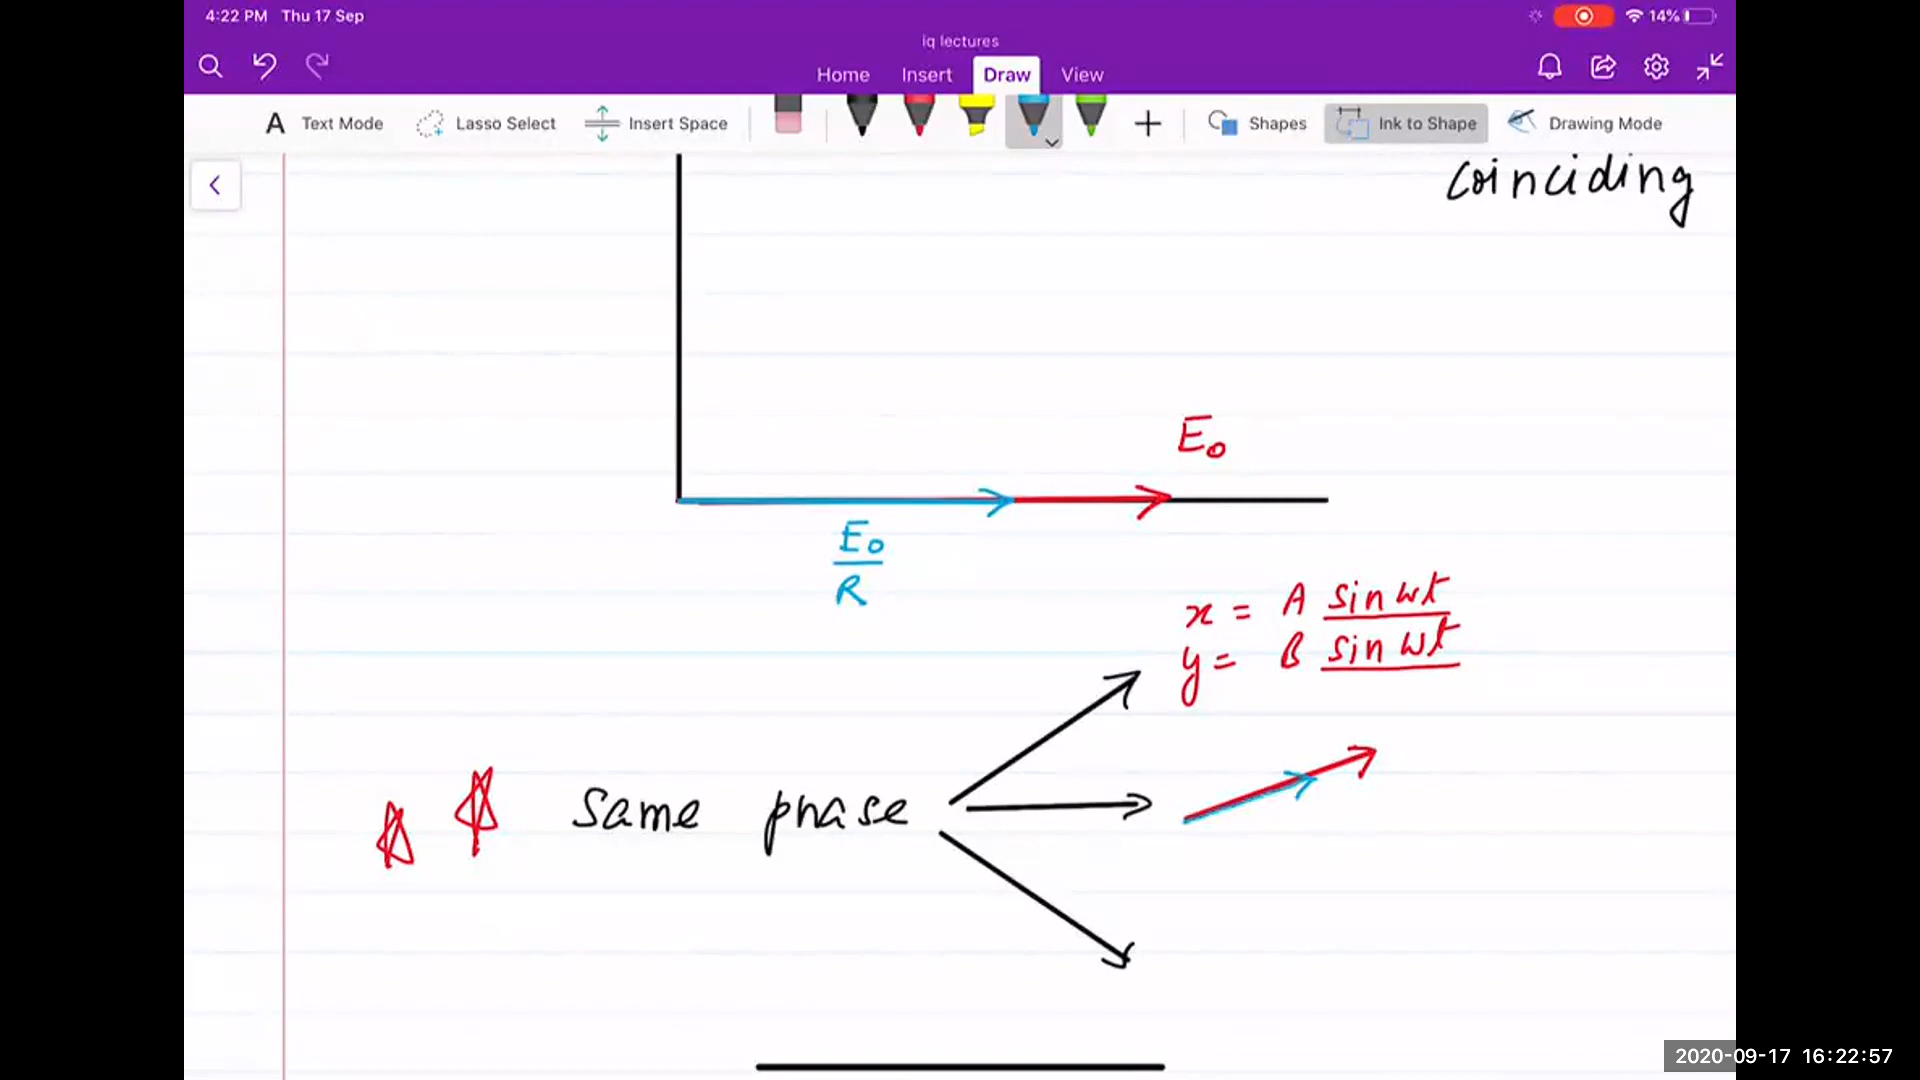 4:22 PM Thu 17 Sep
14%
iq lectures
Home Insert Draw View
A Text Mode Lasso Select Insert Space Shapes Ink to Shape Drawing Mode
coinciding
E₀
E₀
R
x = A sin ωt
y = B sin ωt
same phase
2020-09-17 16:22:57